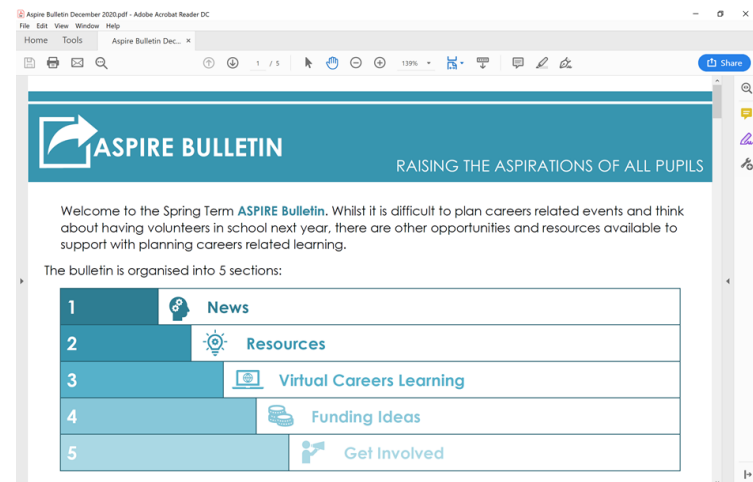 Aspire Bulletin December 2020.pdf - Adobe Acrobat Reader DC
File Edit View Window Help
Home Tools Aspire Bulletin Dec... ×
1 / 5 139% Share
ASPIRE BULLETIN
RAISING THE ASPIRATIONS OF ALL PUPILS
Welcome to the Spring Term ASPIRE Bulletin. Whilst it is difficult to plan careers related events and think
about having volunteers in school next year, there are other opportunities and resources available to
support with planning careers related learning.
The bulletin is organised into 5 sections:
1 News
2 Resources
3 Virtual Careers Learning
4 Funding Ideas
5 Get Involved